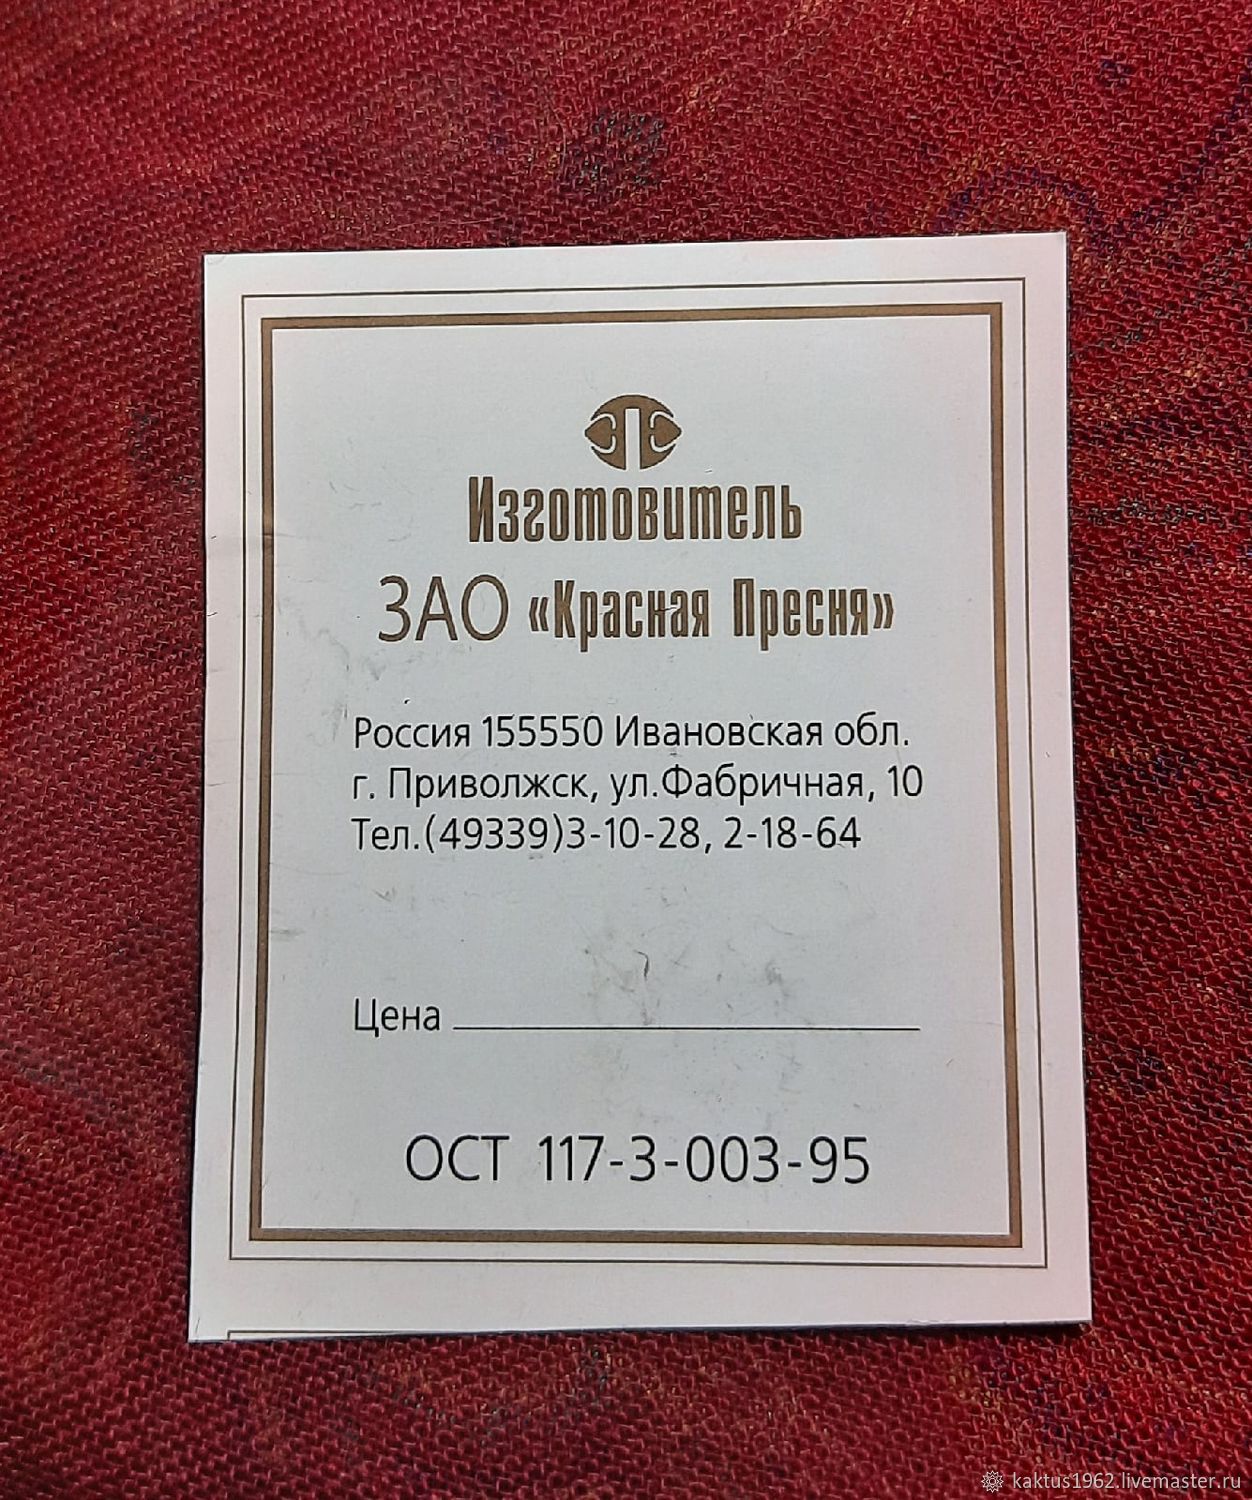 Изготовитель
ЗАО «Красная Пресня»
Россия 155550 Ивановская обл.
г. Приволжск, ул.Фабричная, 10
Тел.(49339)3-10-28, 2-18-64
Цена
ОСТ 117-3-003-95
kaktus1962.livemaster.ru